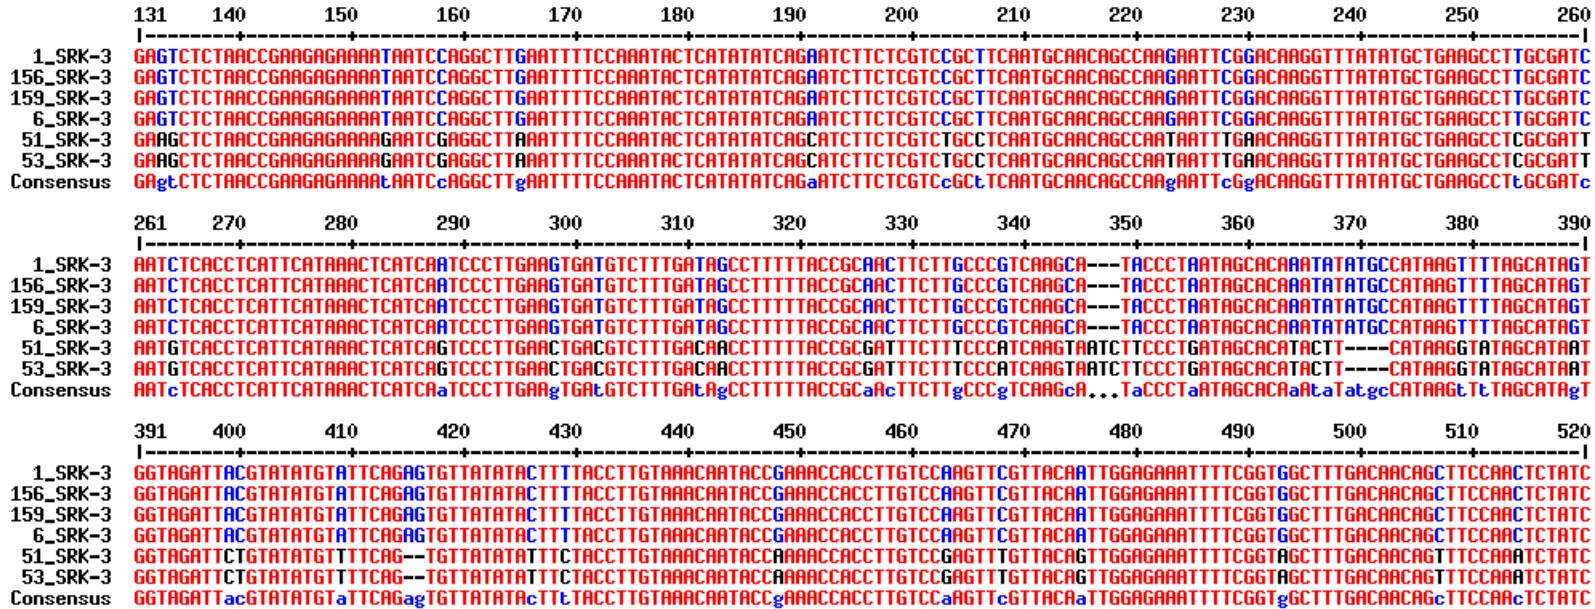 131 140 150 160 170 180 190 200 210 220 230 240 250 260
|--------+---------+---------+---------+---------+---------+---------+---------+---------+---------+---------+---------+---------|
1_SRK-3 GAGTCTCTAACCGAAGAGAAAATAATCCAGGCTTGAATTTTCCAAATACTCATATATCAGAATCTTCTCGTCCGCTTCAATGCAACAGCCAAGAATTCGGACAAGGTTTATATGCTGAAGCCTTGCGATC
156_SRK-3 GAGTCTCTAACCGAAGAGAAAATAATCCAGGCTTGAATTTTCCAAATACTCATATATCAGAATCTTCTCGTCCGCTTCAATGCAACAGCCAAGAATTCGGACAAGGTTTATATGCTGAAGCCTTGCGATC
159_SRK-3 GAGTCTCTAACCGAAGAGAAAATAATCCAGGCTTGAATTTTCCAAATACTCATATATCAGAATCTTCTCGTCCGCTTCAATGCAACAGCCAAGAATTCGGACAAGGTTTATATGCTGAAGCCTTGCGATC
6_SRK-3 GAGTCTCTAACCGAAGAGAAAATAATCCAGGCTTGAATTTTCCAAATACTCATATATCAGAATCTTCTCGTCCGCTTCAATGCAACAGCCAAGAATTCGGACAAGGTTTATATGCTGAAGCCTTGCGATC
51_SRK-3 GAAGCTCTAACCGAAGAGAAAAGAATCGAGGCTTAAATTTTCCAAATACTCATATATCAGCATCTTCTCGTCTGCCTCAATGCAACAGCCAATAATTTGAACAAGGTTTATATGCTGAAGCCTCGCGATT
53_SRK-3 GAAGCTCTAACCGAAGAGAAAAGAATCGAGGCTTAAATTTTCCAAATACTCATATATCAGCATCTTCTCGTCTGCCTCAATGCAACAGCCAATAATTTGAACAAGGTTTATATGCTGAAGCCTCGCGATT
Consensus GAgtCTCTAACCGAAGAGAAAAtAATCcAGGCTTgAATTTTCCAAATACTCATATATCAGaATCTTCTCGTCcGCtTCAATGCAACAGCCAAgAATTcGgACAAGGTTTATATGCTGAAGCCTtGCGATc
261 270 280 290 300 310 320 330 340 350 360 370 380 390
|--------+---------+---------+---------+---------+---------+---------+---------+---------+---------+---------+---------+---------|
1_SRK-3 AATCTCACCTCATTCATAAACTCATCAATCCCTTGAAGTGATGTCTTTGATAGCCTTTTTACCGCAACTTCTTGCCCGTCAAGCA---TACCCTAATAGCACAAATATATGCCATAAGTTTTAGCATAGT
156_SRK-3 AATCTCACCTCATTCATAAACTCATCAATCCCTTGAAGTGATGTCTTTGATAGCCTTTTTACCGCAACTTCTTGCCCGTCAAGCA---TACCCTAATAGCACAAATATATGCCATAAGTTTTAGCATAGT
159_SRK-3 AATCTCACCTCATTCATAAACTCATCAATCCCTTGAAGTGATGTCTTTGATAGCCTTTTTACCGCAACTTCTTGCCCGTCAAGCA---TACCCTAATAGCACAAATATATGCCATAAGTTTTAGCATAGT
6_SRK-3 AATCTCACCTCATTCATAAACTCATCAATCCCTTGAAGTGATGTCTTTGATAGCCTTTTTACCGCAACTTCTTGCCCGTCAAGCA---TACCCTAATAGCACAAATATATGCCATAAGTTTTAGCATAGT
51_SRK-3 AATGTCACCTCATTCATAAACTCATCAGTCCCTTGAACTGACGTCTTTGACAACCTTTTTACCGCGATTTCTTTCCCATCAAGTAATCTTCCCTGATAGCACATACTT----CATAAGGTATAGCATAAT
53_SRK-3 AATGTCACCTCATTCATAAACTCATCAGTCCCTTGAACTGACGTCTTTGACAACCTTTTTACCGCGATTTCTTTCCCATCAAGTAATCTTCCCTGATAGCACATACTT----CATAAGGTATAGCATAAT
Consensus AATcTCACCTCATTCATAAACTCATCAaTCCCTTGAAgTGAtGTCTTTGAtAgCCTTTTTACCGCaAcTTCTTgCCCgTCAAGcA...TaCCCTaATAGCACAaAtaTatgcCATAAGtTtTAGCATAgT
391 400 410 420 430 440 450 460 470 480 490 500 510 520
|--------+---------+---------+---------+---------+---------+---------+---------+---------+---------+---------+---------+---------|
1_SRK-3 GGTAGATTACGTATATGTATTCAGAGTGTTATATACTTTTACCTTGTAAACAATACCGAAACCACCTTGTCCAAGTTCGTTACAATTGGAGAAATTTTCGGTGGCTTTGACAACAGCTTCCAACTCTATC
156_SRK-3 GGTAGATTACGTATATGTATTCAGAGTGTTATATACTTTTACCTTGTAAACAATACCGAAACCACCTTGTCCAAGTTCGTTACAATTGGAGAAATTTTCGGTGGCTTTGACAACAGCTTCCAACTCTATC
159_SRK-3 GGTAGATTACGTATATGTATTCAGAGTGTTATATACTTTTACCTTGTAAACAATACCGAAACCACCTTGTCCAAGTTCGTTACAATTGGAGAAATTTTCGGTGGCTTTGACAACAGCTTCCAACTCTATC
6_SRK-3 GGTAGATTACGTATATGTATTCAGAGTGTTATATACTTTTACCTTGTAAACAATACCGAAACCACCTTGTCCAAGTTCGTTACAATTGGAGAAATTTTCGGTGGCTTTGACAACAGCTTCCAACTCTATC
51_SRK-3 GGTAGATTCTGTATATGTTTTCAG--TGTTATATATTTCTACCTTGTAAACAATACCAAAACCACCTTGTCCGAGTTTGTTACAGTTGGAGAAATTTTCGGTAGCTTTGACAACAGTTTCCAAATCTATC
53_SRK-3 GGTAGATTCTGTATATGTTTTCAG--TGTTATATATTTCTACCTTGTAAACAATACCAAAACCACCTTGTCCGAGTTTGTTACAGTTGGAGAAATTTTCGGTAGCTTTGACAACAGTTTCCAAATCTATC
Consensus GGTAGATTacGTATATGTaTTCAGagTGTTATATAcTTtTACCTTGTAAACAATACCgAAACCACCTTGTCCaAGTTcGTTACAaTTGGAGAAATTTTCGGTgGCTTTGACAACAGcTTCCAAcTCTATC